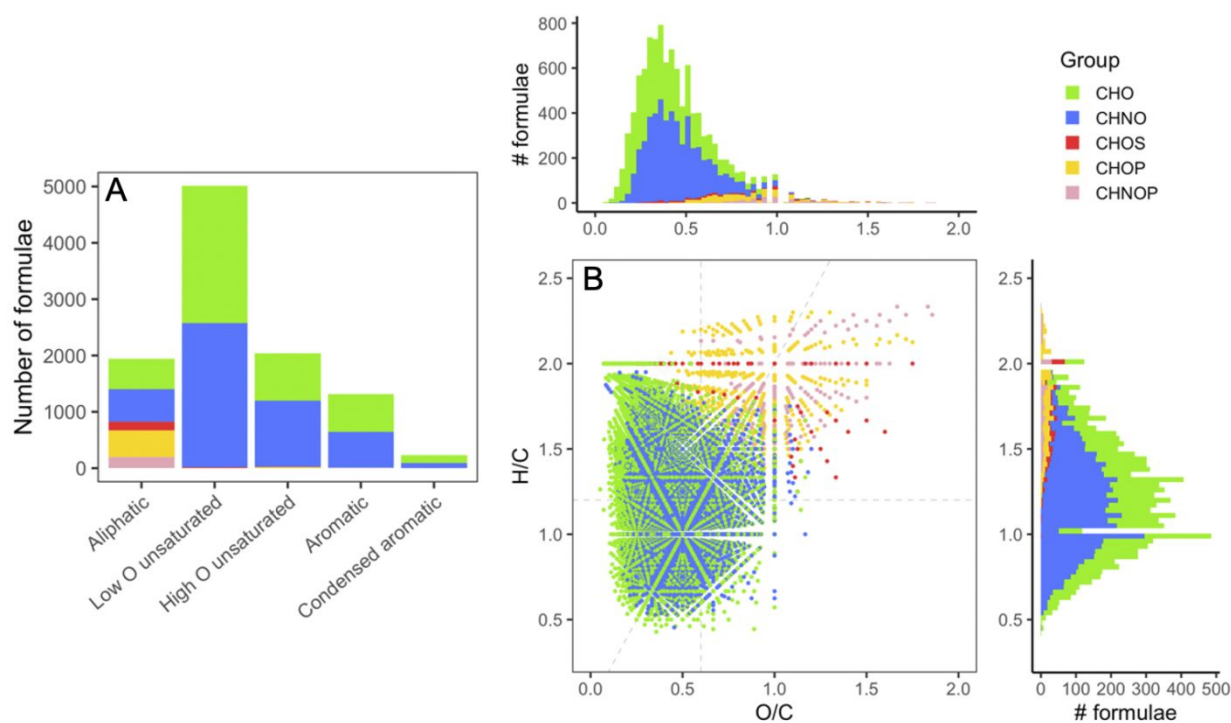 A
Number of formulae
5000
4000
3000
2000
1000
0
Aliphatic
Low O unsaturated
High O unsaturated
Aromatic
Condensed aromatic
# formulae
800
600
400
200
0
0.0 0.5 1.0 1.5 2.0
Group
CHO
CHNO
CHOS
CHOP
CHNOP
B
H/C
2.5
2.0
1.5
1.0
0.5
0.0 0.5 1.0 1.5 2.0
O/C
2.5
2.0
1.5
1.0
0.5
0 100 200 300 400 500
# formulae